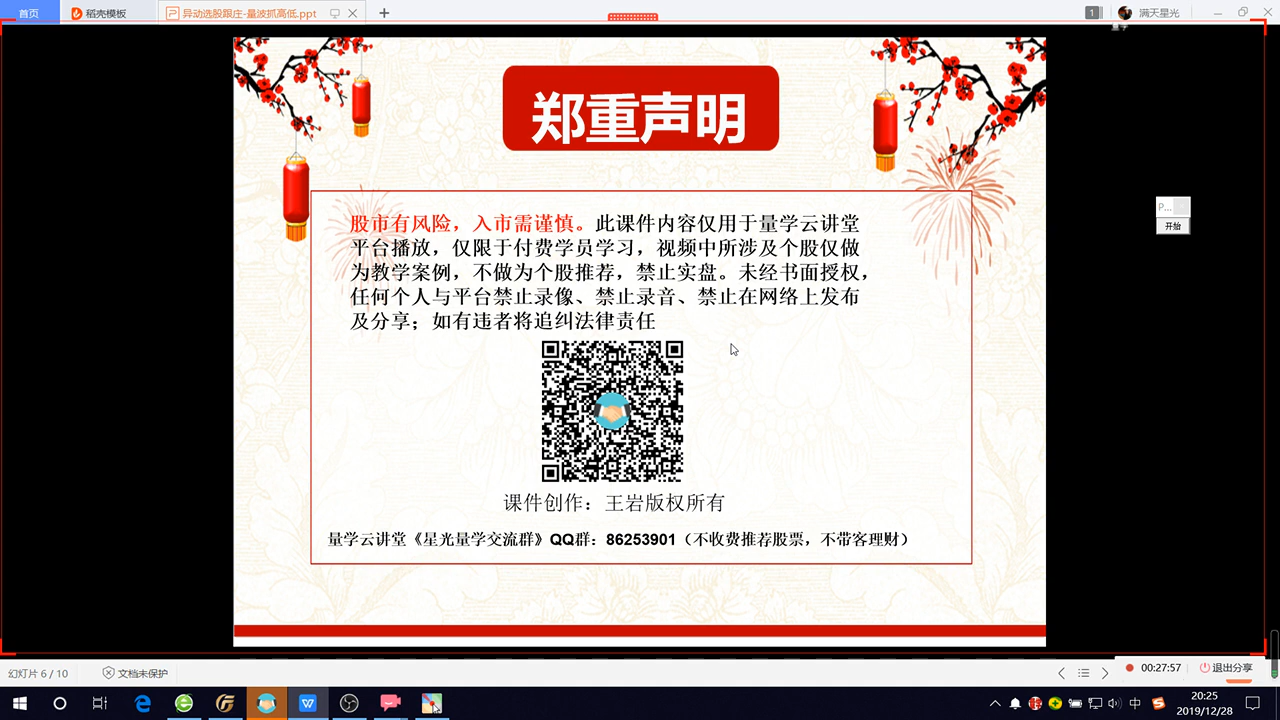 首页
稻壳模板
异动选股跟庄-量波抓高低.ppt
1
满天星光
郑重声明
股市有风险，入市需谨慎。此课件内容仅用于量学云讲堂
平台播放，仅限于付费学员学习，视频中所涉及个股仅做
为教学案例，不做为个股推荐，禁止实盘。未经书面授权，
任何个人与平台禁止录像、禁止录音、禁止在网络上发布
及分享；如有违者将追纠法律责任
P...
开始
课件创作：王岩版权所有
量学云讲堂《星光量学交流群》QQ群：86253901（不收费推荐股票，不带客理财）
幻灯片 6 / 10
文档未保护
00:27:57
退出分享
中
20:25
2019/12/28